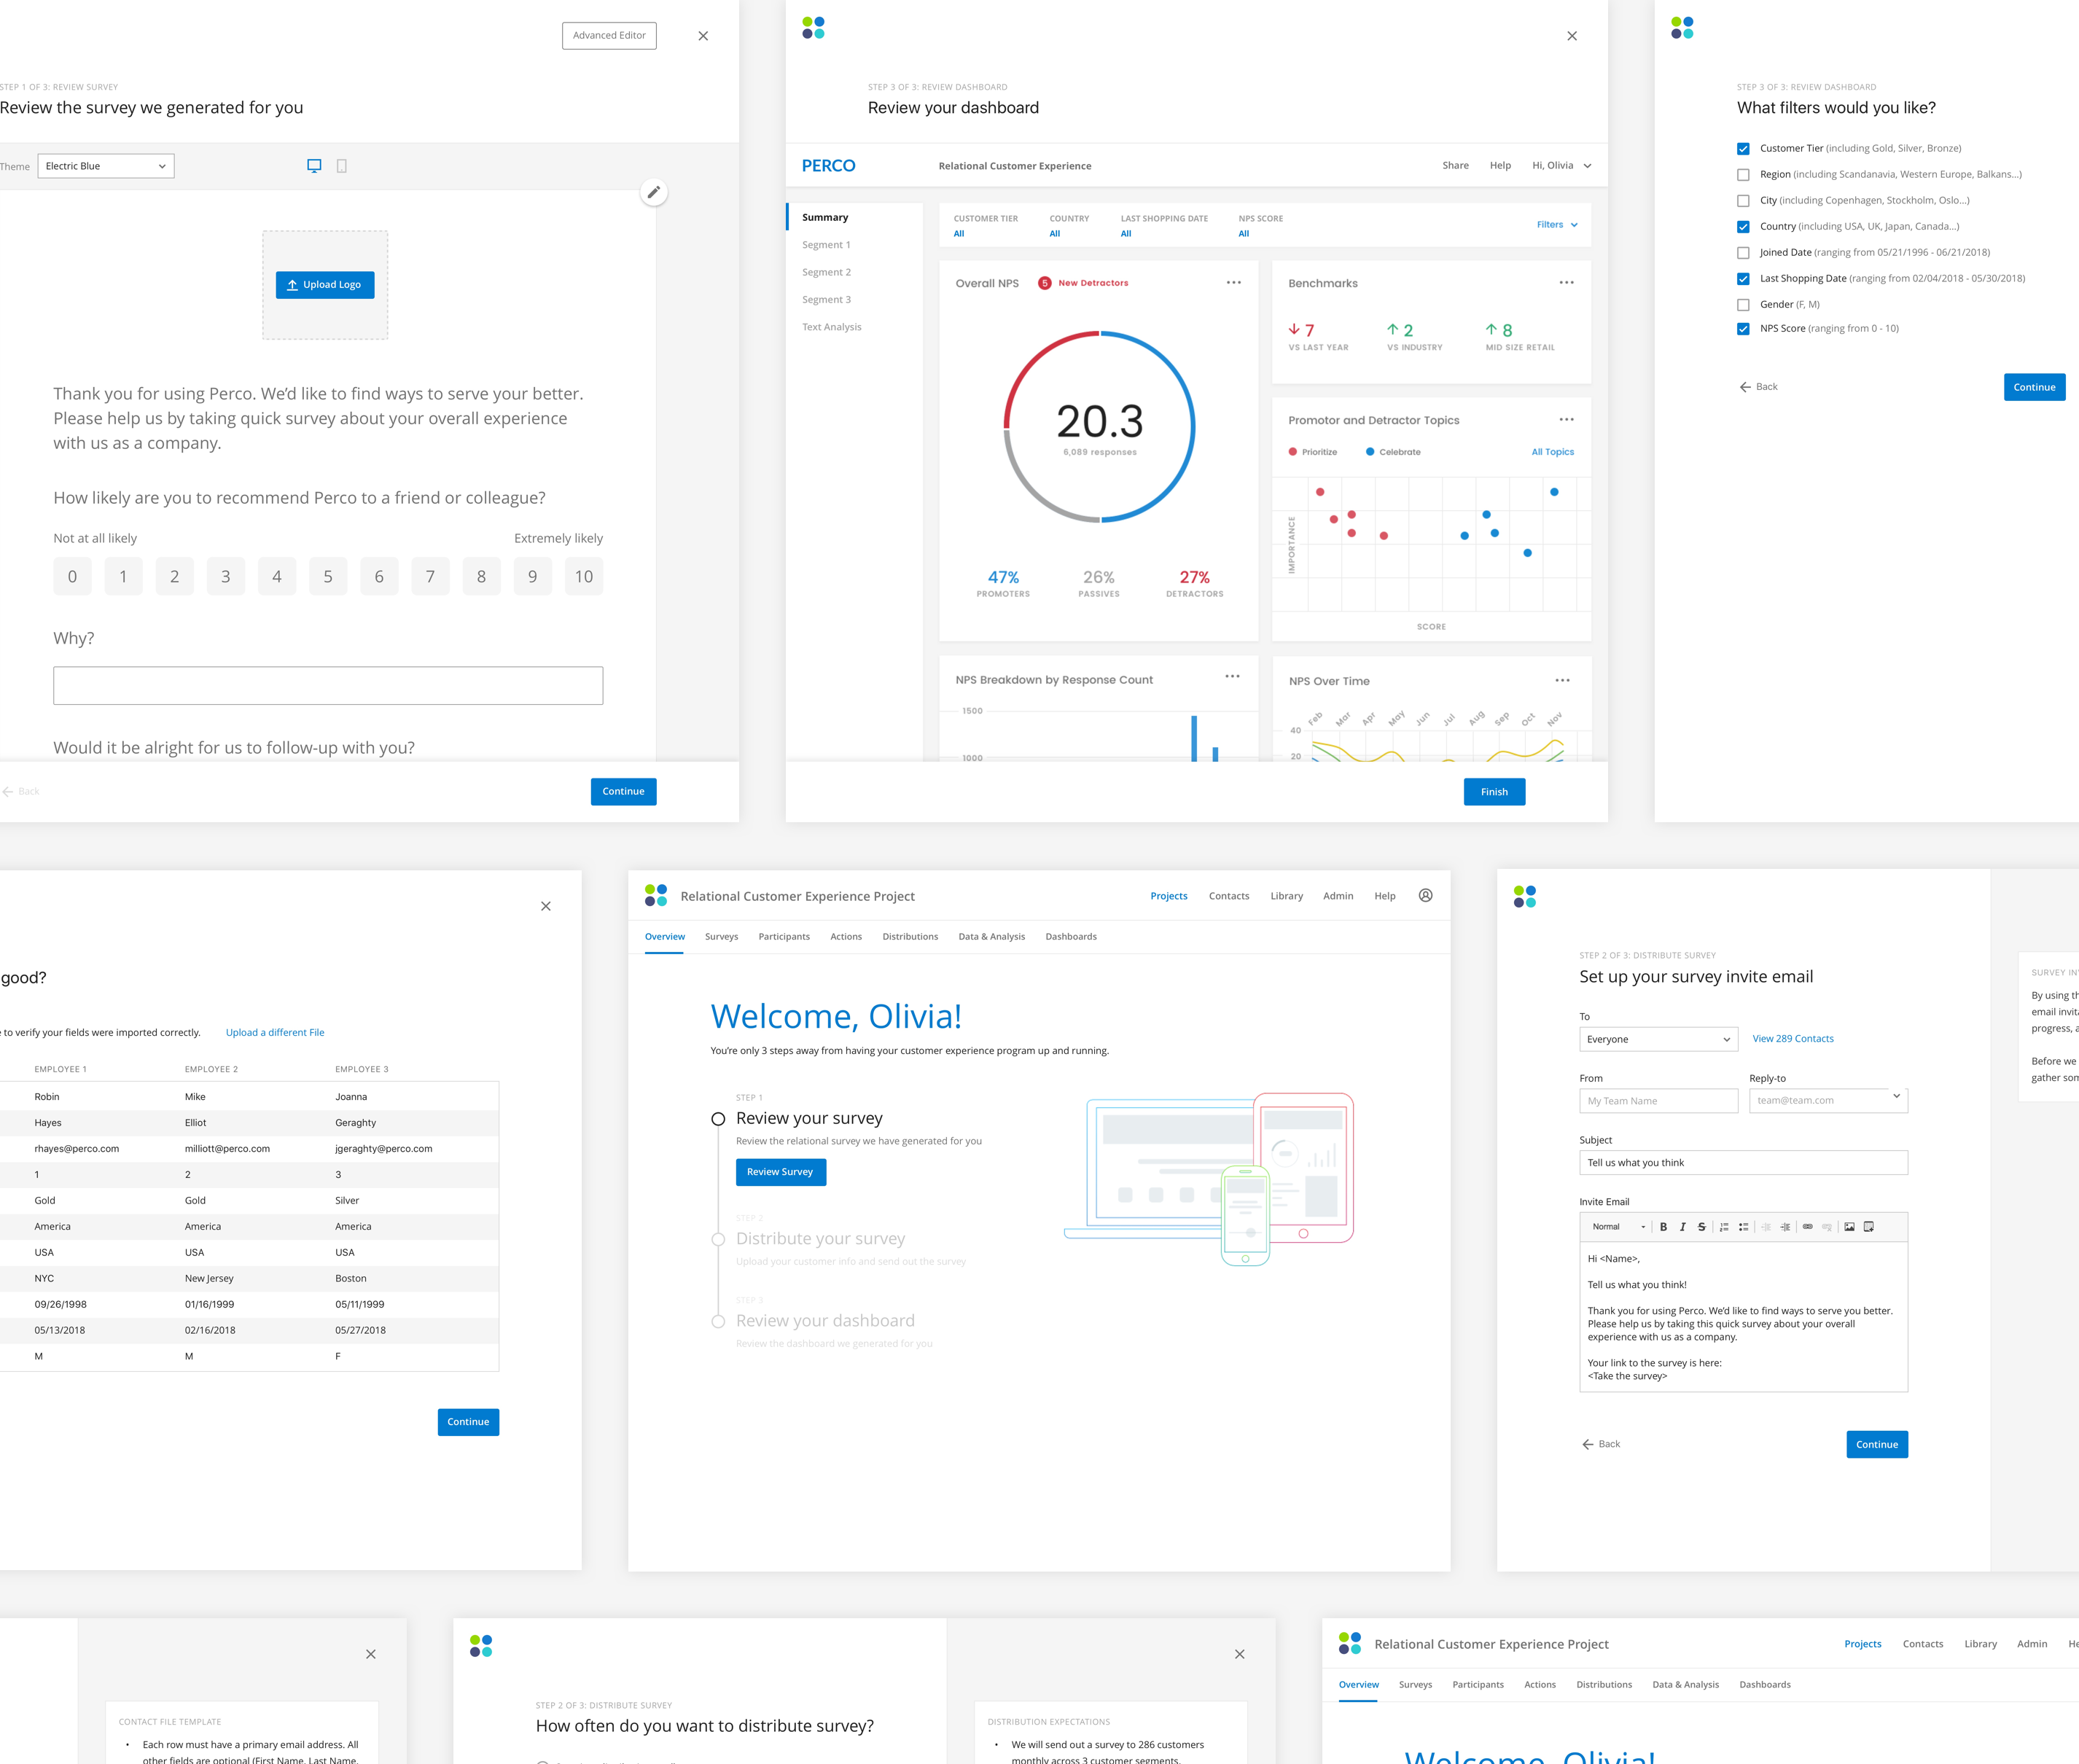 Advanced Editor
STEP 1 OF 3: REVIEW SURVEY
Review the survey we generated for you
Theme
Electric Blue
Upload Logo
Thank you for using Perco. We'd like to find ways to serve your better.
Please help us by taking quick survey about your overall experience
with us as a company.
How likely are you to recommend Perco to a friend or colleague?
Not at all likely Extremely likely
0 1 2 3 4 5 6 7 8 9 10
Why?
Would it be alright for us to follow-up with you?
Back
Continue
STEP 3 OF 3: REVIEW DASHBOARD
Review your dashboard
PERCO
Relational Customer Experience
Share Help Hi, Olivia
Summary
Segment 1
Segment 2
Segment 3
Text Analysis
CUSTOMER TIER COUNTRY LAST SHOPPING DATE NPS SCORE
All All All All
Filters
Overall NPS 5 New Detractors
20.3
6,089 responses
47% 26% 27%
PROMOTERS PASSIVES DETRACTORS
Benchmarks
7 2 8
VS LAST YEAR VS INDUSTRY MID SIZE RETAIL
Promotor and Detractor Topics
Prioritize Celebrate All Topics
IMPORTANCE
SCORE
NPS Breakdown by Response Count
1500
1000
NPS Over Time
Feb Mar Apr May Jun Jul Aug Sep Oct Nov
40
20
Finish
STEP 3 OF 3: REVIEW DASHBOARD
What filters would you like?
Customer Tier (including Gold, Silver, Bronze)
Region (including Scandanavia, Western Europe, Balkans...)
City (including Copenhagen, Stockholm, Oslo...)
Country (including USA, UK, Japan, Canada...)
Joined Date (ranging from 05/21/1996 - 06/21/2018)
Last Shopping Date (ranging from 02/04/2018 - 05/30/2018)
Gender (F, M)
NPS Score (ranging from 0 - 10)
Back
Continue
good?
to verify your fields were imported correctly. Upload a different File
EMPLOYEE 1 EMPLOYEE 2 EMPLOYEE 3
Robin Mike Joanna
Hayes Elliot Geraghty
rhayes@perco.com milliott@perco.com jgeraghty@perco.com
1 2 3
Gold Gold Silver
America America America
USA USA USA
NYC New Jersey Boston
09/26/1998 01/16/1999 05/11/1999
05/13/2018 02/16/2018 05/27/2018
M M F
Continue
Relational Customer Experience Project
Projects Contacts Library Admin Help
Overview Surveys Participants Actions Distributions Data & Analysis Dashboards
Welcome, Olivia!
You're only 3 steps away from having your customer experience program up and running.
STEP 1
Review your survey
Review the relational survey we have generated for you
Review Survey
STEP 2
Distribute your survey
Upload your customer info and send out the survey
STEP 3
Review your dashboard
Review the dashboard we generated for you
STEP 2 OF 3: DISTRIBUTE SURVEY
Set up your survey invite email
To
Everyone
View 289 Contacts
From Reply-to
My Team Name team@team.com
Subject
Tell us what you think
Invite Email
Normal B I S
Hi <Name>,
Tell us what you think!
Thank you for using Perco. We'd like to find ways to serve you better.
Please help us by taking this quick survey about your overall
experience with us as a company.
Your link to the survey is here:
<Take the survey>
Back
Continue
SURVEY
By using
email
progress,
Before we
gather
CONTACT FILE TEMPLATE
• Each row must have a primary email address. All
other fields are optional (First Name, Last Name,
STEP 2 OF 3: DISTRIBUTE SURVEY
How often do you want to distribute survey?
DISTRIBUTION EXPECTATIONS
• We will send out a survey to 286 customers
monthly across 3 customer segments.
Relational Customer Experience Project
Projects Contacts Library Admin
Overview Surveys Participants Actions Distributions Data & Analysis Dashboards
Welcome, Olivia!